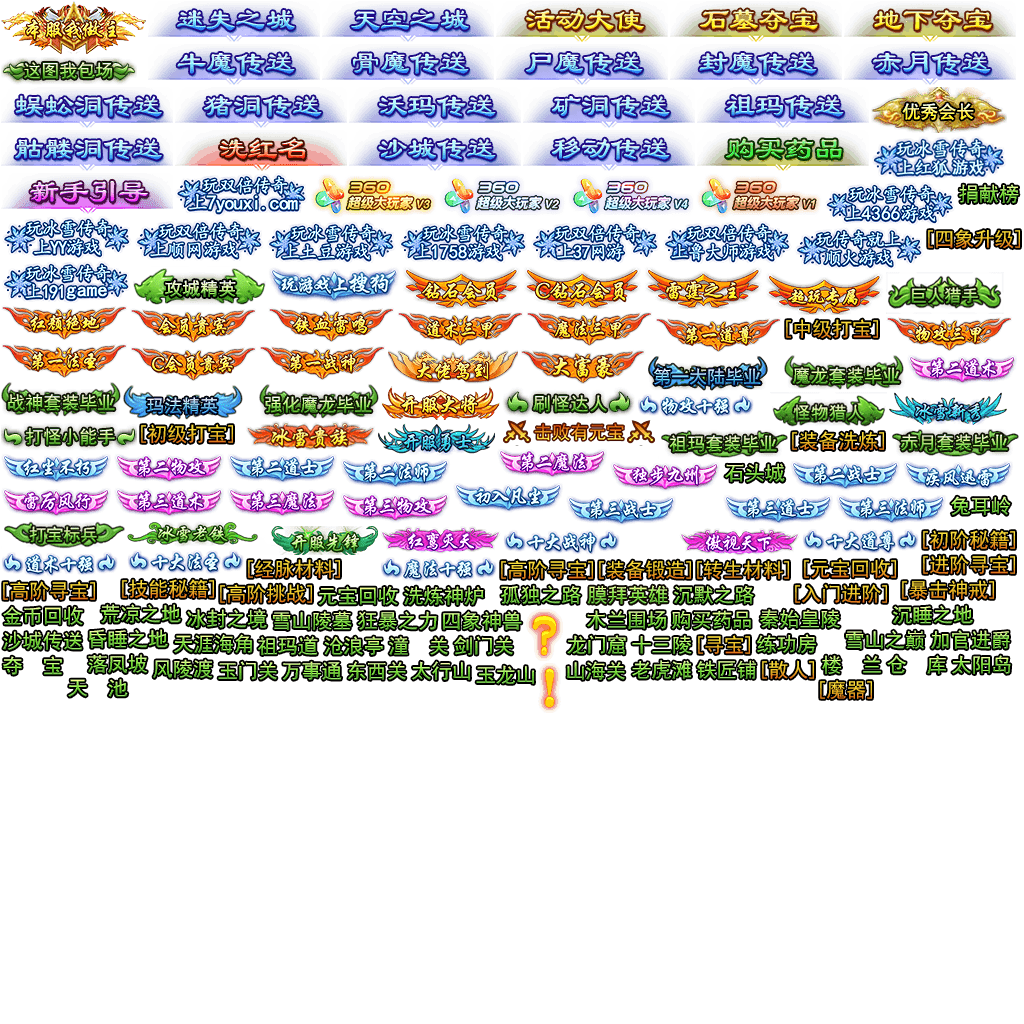 本服我做主 迷失之城 天空之城 活动大使 石墓夺宝 地下夺宝
这图我包场 牛魔传送 骨魔传送 尸魔传送 封魔传送 赤月传送
蜈蚣洞传送 猪洞传送 沃玛传送 矿洞传送 祖玛传送 优秀会长
骷髅洞传送 洗红名 沙城传送 移动传送 购买药品
玩冰雪传奇
上红狐游戏
新手引导
玩双倍传奇
上7youxi.com
360
超级大玩家 V3
360
超级大玩家 V2
360
超级大玩家 V4
360
超级大玩家 V1
玩冰雪传奇
上4366游戏
捐献榜
玩冰雪传奇
上YY游戏
玩双倍传奇
上顺网游戏
玩冰雪传奇
上土豆游戏
玩冰雪传奇
上1758游戏
玩双倍传奇
上37网游
玩双倍传奇
上鲁大师游戏
玩传奇就上
顺火游戏
[四象升级]
玩冰雪传奇
上191game
攻城精英 玩游戏上搜狗 钻石会员 C钻石会员 雷霆之主 超玩专属 巨人猎手
红颜绝地 会员贵宾 铁血雷鸣 道术三甲 魔法三甲 第一道尊 [中级打宝] 物攻三甲
第一法圣 C会员贵宾 第一战神 大佬驾到 大富豪 第一大陆毕业 魔龙套装毕业 第二道术
战神套装毕业 玛法精英 强化魔龙毕业 开服大将 刷怪达人 物攻十强 怪物猎人 冰雪新秀
打怪小能手 [初级打宝] 冰雪贵族 开服勇士 击败有元宝 祖玛套装毕业 [装备洗炼] 赤月套装毕业
红尘不朽 第二物攻 第二道士 第二法师 第二魔法 独步九州 石头城 第二战士 疾风迅雷
雷厉风行 第三道术 第三魔法 第三物攻 初入凡尘 第三战士 第三道士 第三法师 兔耳岭
打宝标兵 冰雪老铁 开服先锋 红鸾灭天 十大战神 傲视天下 十大道尊 [初阶秘籍]
道术十强 十大法圣 [经脉材料] 魔法十强 [高阶寻宝] [装备锻造] [转生材料] [元宝回收] [进阶寻宝]
[高阶寻宝] [技能秘籍] [高阶挑战] 元宝回收 洗炼神炉 孤独之路 膜拜英雄 沉默之路 [入门进阶] [暴击神戒]
金币回收 荒凉之地 冰封之境 雪山陵墓 狂暴之力 四象神兽 ? 木兰围场 购买药品 秦始皇陵 沉睡之地
沙城传送 昏睡之地 天涯海角 祖玛道 沧浪亭 潼 关 剑门关 龙门窟 十三陵 [寻宝] 练功房 雪山之巅 加官进爵
夺 宝 落凤坡 风陵渡 玉门关 万事通 东西关 太行山 玉龙山 ! 山海关 老虎滩 铁匠铺 [散人] 楼 兰 仓 库 太阳岛
天 池 [魔器]